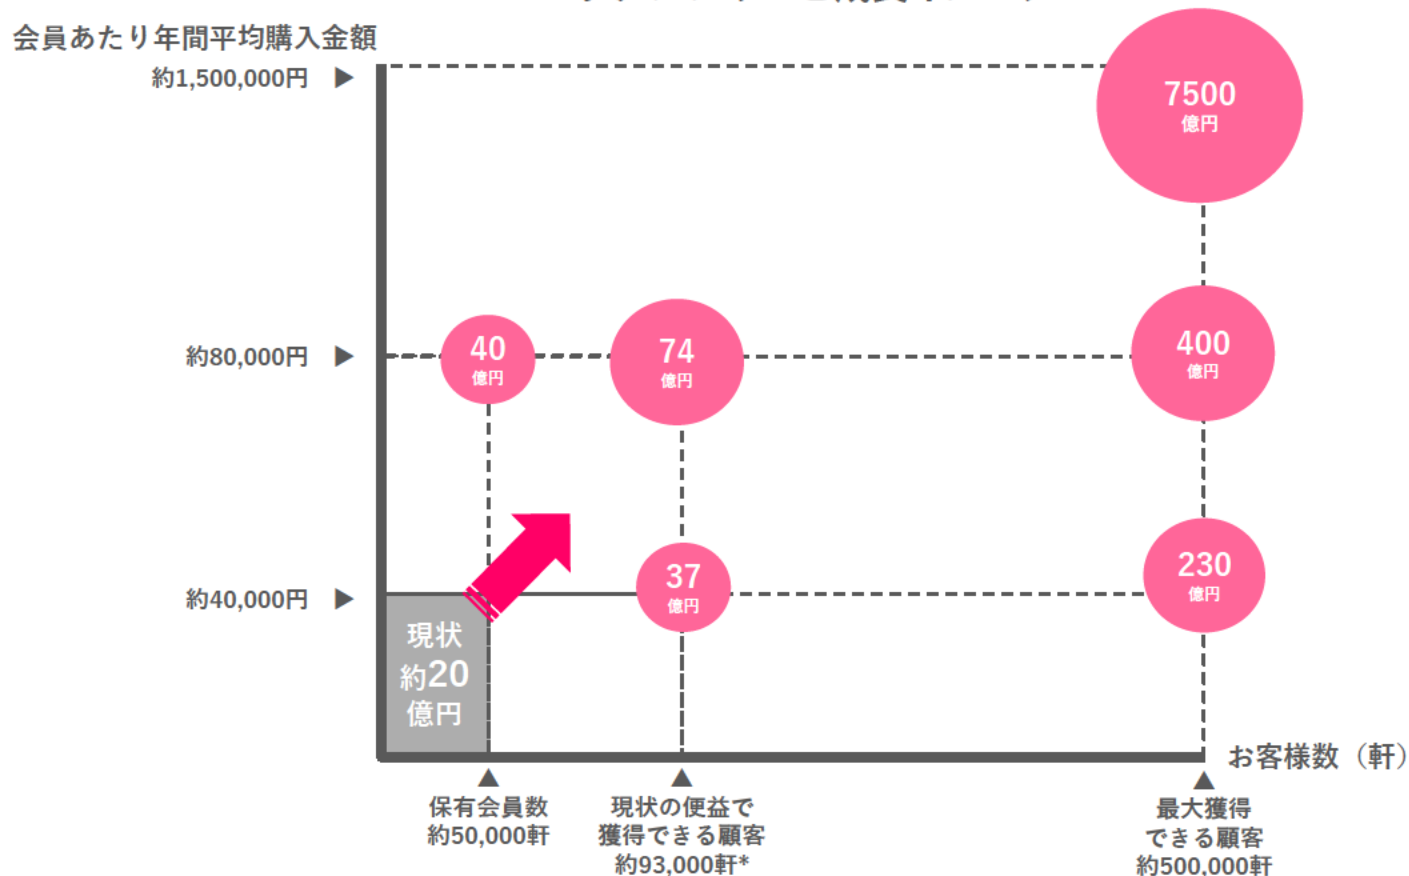 会員あたり年間平均購入金額
約1,500,000円 ▶
7500
億円
約80,000円 ▶
40
億円
74
億円
400
億円
約40,000円 ▶
37
億円
230
億円
現状
約20
億円
お客様数（軒）
▲
保有会員数
約50,000軒
▲
現状の便益で
獲得できる顧客
約93,000軒*
▲
最大獲得
できる顧客
約500,000軒